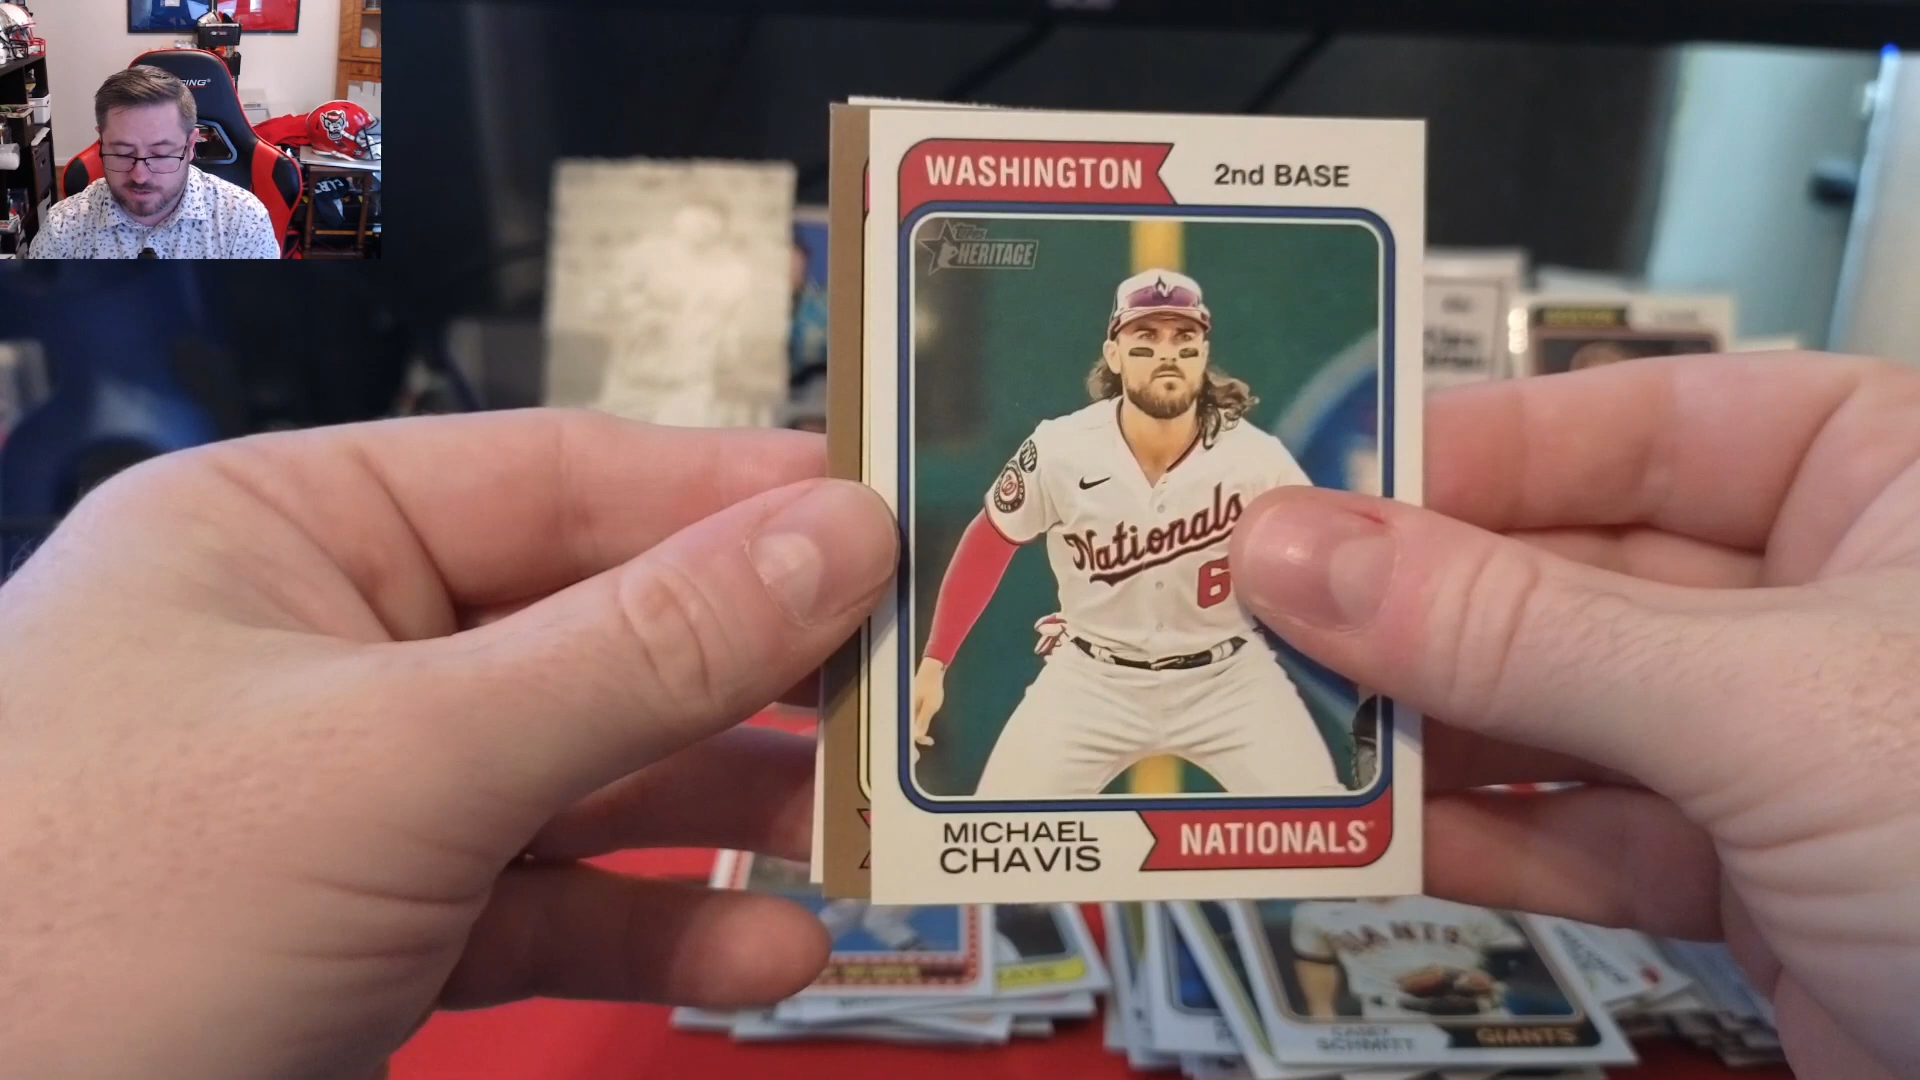 WASHINGTON
2nd BASE
Topps
HERITAGE
Nationals
6
MICHAEL
CHAVIS
NATIONALS
GIANTS
CASEY
SCHMITT
GIANTS